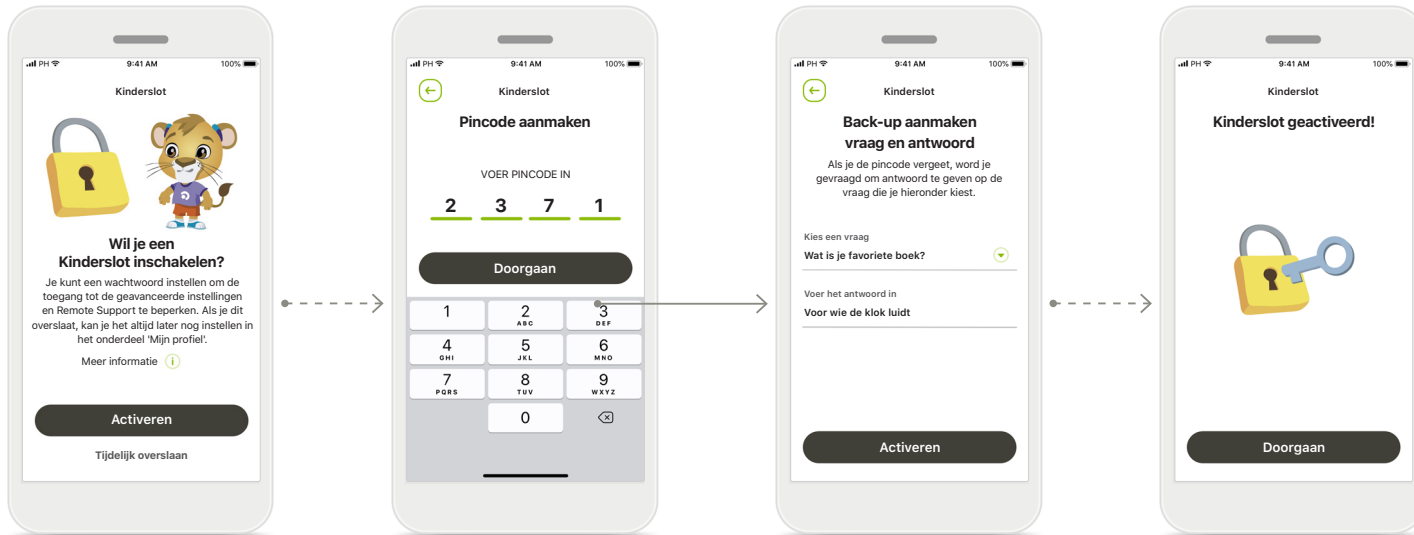 PH 9:41 AM 100%
Kinderslot
Wil je een
Kinderslot inschakelen?
Je kunt een wachtwoord instellen om de
toegang tot de geavanceerde instellingen
en Remote Support te beperken. Als je dit
overslaat, kan je het altijd later nog instellen in
het onderdeel 'Mijn profiel'.
Meer informatie i
Activeren
Tijdelijk overslaan
PH 9:41 AM 100%
Kinderslot
Pincode aanmaken
VOER PINCODE IN
2 3 7 1
Doorgaan
1 2 3
ABC DEF
4 5 6
GHI JKL MNO
7 8 9
PQRS TUV WXYZ
0
PH 9:41 AM 100%
Kinderslot
Back-up aanmaken
vraag en antwoord
Als je de pincode vergeet, word je
gevraagd om antwoord te geven op de
vraag die je hieronder kiest.
Kies een vraag
Wat is je favoriete boek?
Voer het antwoord in
Voor wie de klok luidt
Activeren
PH 9:41 AM 100%
Kinderslot
Kinderslot geactiveerd!
Doorgaan